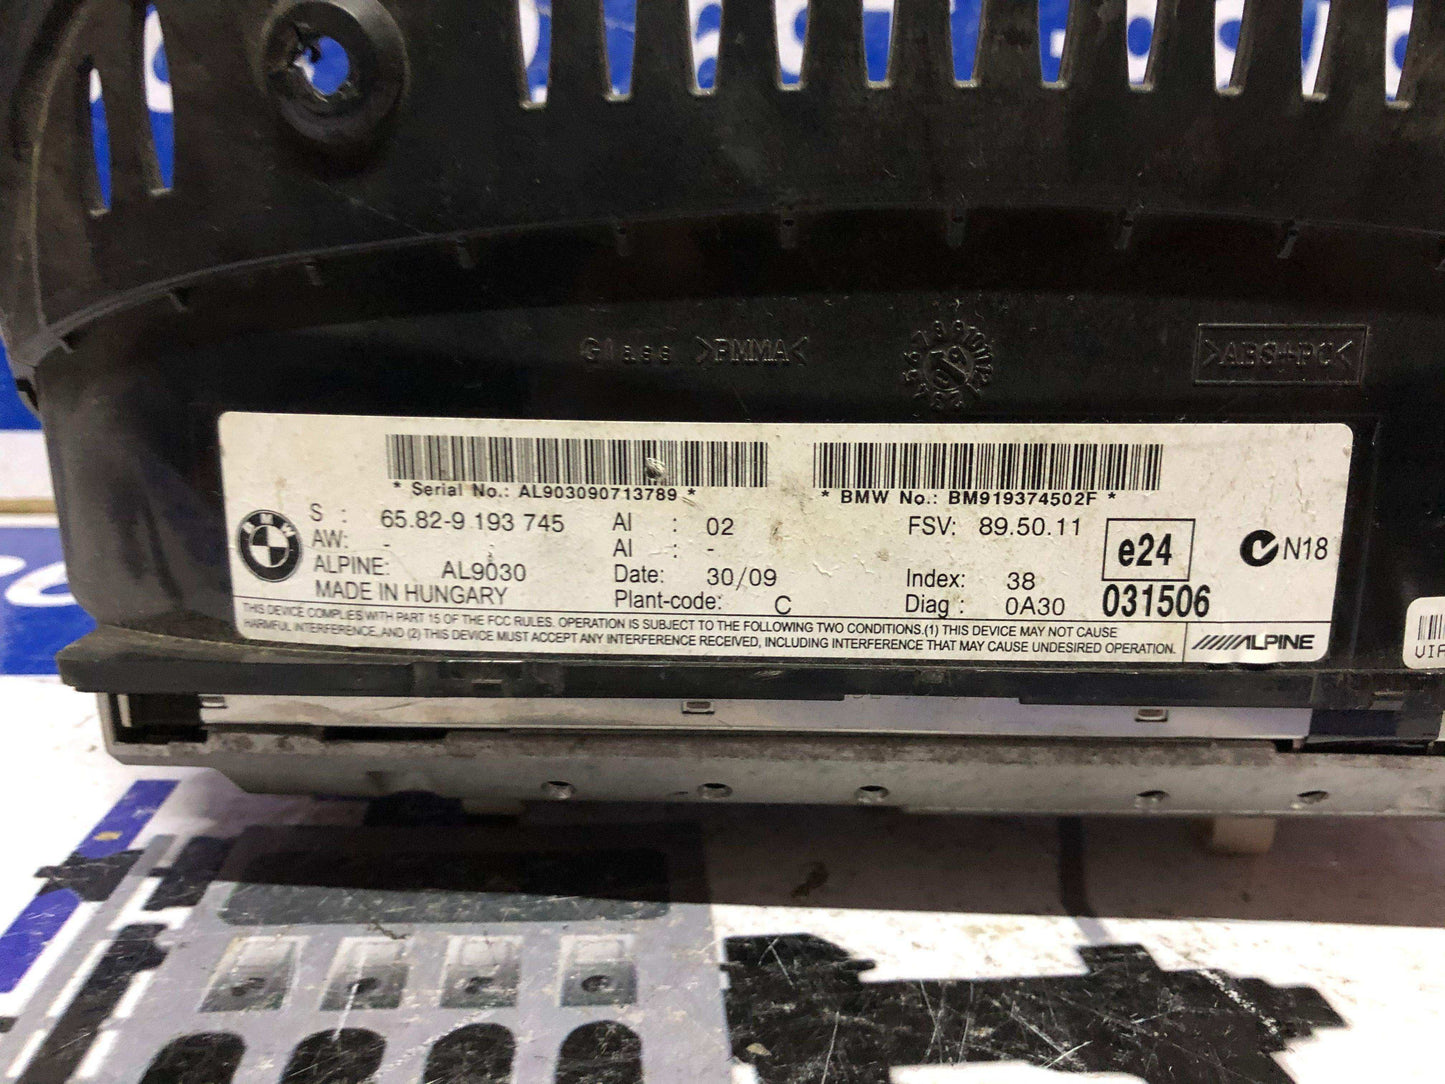 Glass >PMMA<
>ABS+PC<
* Serial No.: AL903090713789 *
* BMW No.: BM919374502F *
BMW
S : 65.82-9 193 745
AW: -
ALPINE: AL9030
MADE IN HUNGARY
AI : 02
AI : -
Date: 30/09
Plant-code: C
FSV: 89.50.11
Index: 38
Diag : 0A30
e24
031506
N18
THIS DEVICE COMPLIES WITH PART 15 OF THE FCC RULES. OPERATION IS SUBJECT TO THE FOLLOWING TWO CONDITIONS.(1) THIS DEVICE MAY NOT CAUSE
HARMFUL INTERFERENCE,AND (2) THIS DEVICE MUST ACCEPT ANY INTERFERENCE RECEIVED, INCLUDING INTERFERENCE THAT MAY CAUSE UNDESIRED OPERATION.
ALPINE